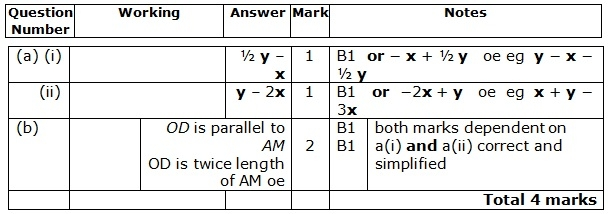 Question Number Working Answer Mark Notes
(a) (i) ½ y – x 1 B1 or – x + ½ y oe eg y – x – ½ y
(ii) y – 2x 1 B1 or –2x + y oe eg x + y – 3x
(b) OD is parallel to AM
OD is twice length of AM oe
2
B1
B1
both marks dependent on
a(i) and a(ii) correct and
simplified
Total 4 marks